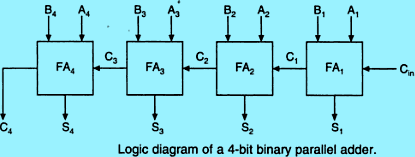 B4 A4 B3 A3 B2 A2 B1 A1
FA4 C3 FA3 C2 FA2 C1 FA1 Cin
C4 S4 S3 S2 S1
Logic diagram of a 4-bit binary parallel adder.